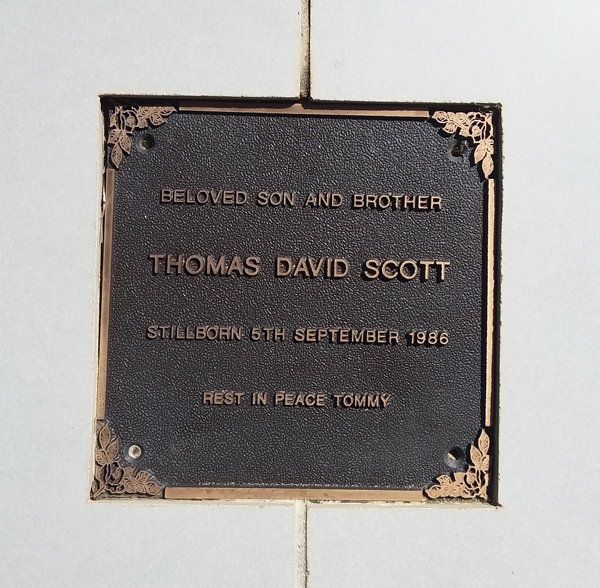 BELOVED SON AND BROTHER
THOMAS DAVID SCOTT
STILLBORN 5TH SEPTEMBER 1986
REST IN PEACE TOMMY